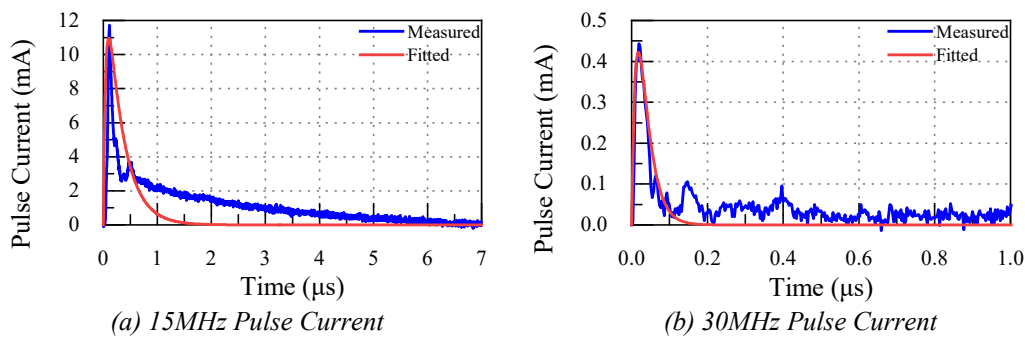 12
10
8
6
4
2
0
0 1 2 3 4 5 6 7
Pulse Current (mA)
Time (μs)
Measured
Fitted
(a) 15MHz Pulse Current
0.5
0.4
0.3
0.2
0.1
0.0
0.0 0.2 0.4 0.6 0.8 1.0
Pulse Current (mA)
Time (μs)
Measured
Fitted
(b) 30MHz Pulse Current